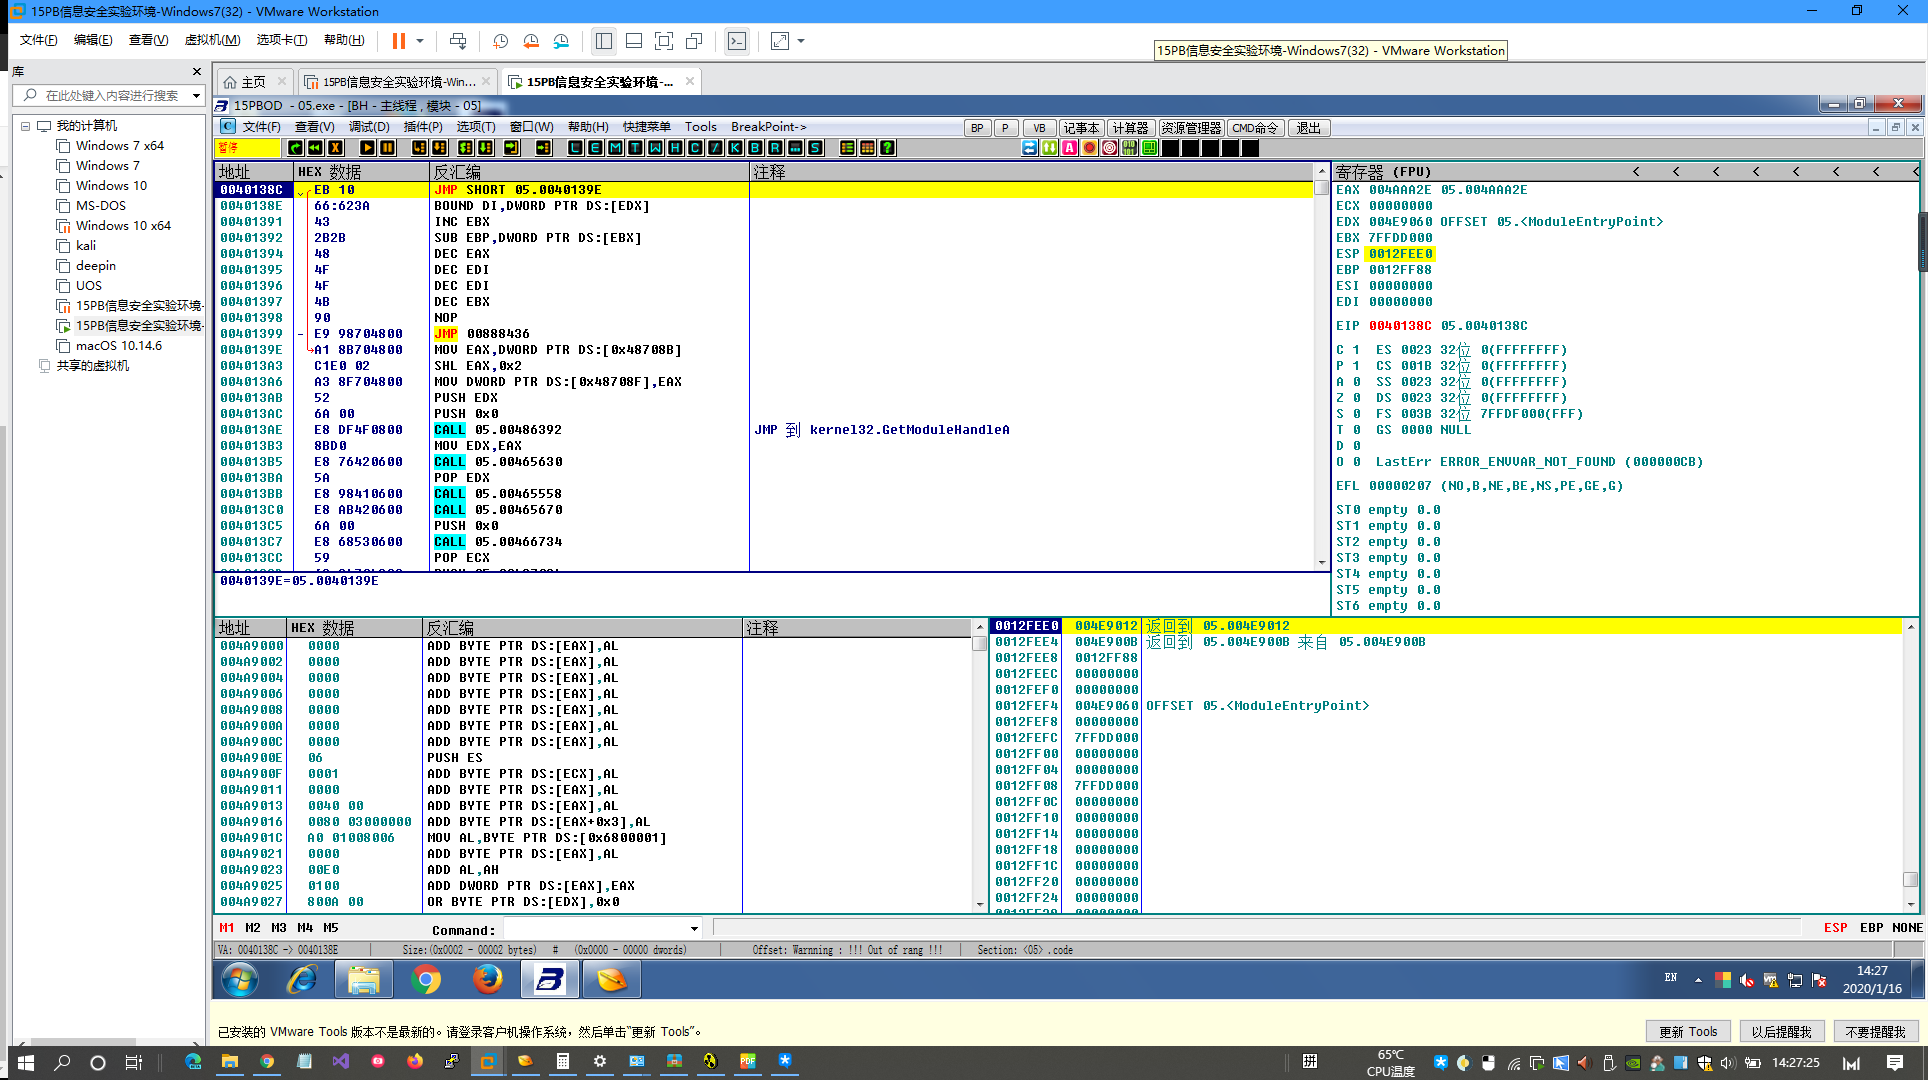 15PB信息安全实验环境-Windows7(32) - VMware Workstation
文件(F) 编辑(E) 查看(V) 虚拟机(M) 选项卡(T) 帮助(H)
15PB信息安全实验环境-Windows7(32) - VMware Workstation
库
在此处键入内容进行搜索
我的计算机
Windows 7 x64
Windows 7
Windows 10
MS-DOS
Windows 10 x64
kali
deepin
UOS
15PB信息安全实验环境-
15PB信息安全实验环境-
macOS 10.14.6
共享的虚拟机
主页 15PB信息安全实验环境-Win... 15PB信息安全实验环境-...
15PBOD - 05.exe - [BH - 主线程, 模块 - 05]
文件(F) 查看(V) 调试(D) 插件(P) 选项(T) 窗口(W) 帮助(H) 快捷菜单 Tools BreakPoint-> BP P VB 记事本 计算器 资源管理器 CMD命令 退出
暂停 L E M T W H C / K B R ... S ?
地址 HEX 数据 反汇编 注释
0040138C EB 10 JMP SHORT 05.0040139E
0040138E 66:623A BOUND DI,DWORD PTR DS:[EDX]
00401391 43 INC EBX
00401392 2B2B SUB EBP,DWORD PTR DS:[EBX]
00401394 48 DEC EAX
00401395 4F DEC EDI
00401396 4F DEC EDI
00401397 4B DEC EBX
00401398 90 NOP
00401399 - E9 98704800 JMP 00888436
0040139E A1 8B704800 MOV EAX,DWORD PTR DS:[0x48708B]
004013A3 C1E0 02 SHL EAX,0x2
004013A6 A3 8F704800 MOV DWORD PTR DS:[0x48708F],EAX
004013AB 52 PUSH EDX
004013AC 6A 00 PUSH 0x0
004013AE E8 DF4F0800 CALL 05.00486392 JMP 到 kernel32.GetModuleHandleA
004013B3 8BD0 MOV EDX,EAX
004013B5 E8 76420600 CALL 05.00465630
004013BA 5A POP EDX
004013BB E8 98410600 CALL 05.00465558
004013C0 E8 AB420600 CALL 05.00465670
004013C5 6A 00 PUSH 0x0
004013C7 E8 68530600 CALL 05.00466734
004013CC 59 POP ECX
0040139E=05.0040139E
寄存器 (FPU) < < < < < < < <
EAX 004AAA2E 05.004AAA2E
ECX 00000000
EDX 004E9060 OFFSET 05.<ModuleEntryPoint>
EBX 7FFDD000
ESP 0012FEE0
EBP 0012FF88
ESI 00000000
EDI 00000000
EIP 0040138C 05.0040138C
C 1 ES 0023 32位 0(FFFFFFFF)
P 1 CS 001B 32位 0(FFFFFFFF)
A 0 SS 0023 32位 0(FFFFFFFF)
Z 0 DS 0023 32位 0(FFFFFFFF)
S 0 FS 003B 32位 7FFDF000(FFF)
T 0 GS 0000 NULL
D 0
O 0 LastErr ERROR_ENVVAR_NOT_FOUND (000000CB)
EFL 00000207 (NO,B,NE,BE,NS,PE,GE,G)
ST0 empty 0.0
ST1 empty 0.0
ST2 empty 0.0
ST3 empty 0.0
ST4 empty 0.0
ST5 empty 0.0
ST6 empty 0.0
地址 HEX 数据 反汇编 注释
004A9000 0000 ADD BYTE PTR DS:[EAX],AL
004A9002 0000 ADD BYTE PTR DS:[EAX],AL
004A9004 0000 ADD BYTE PTR DS:[EAX],AL
004A9006 0000 ADD BYTE PTR DS:[EAX],AL
004A9008 0000 ADD BYTE PTR DS:[EAX],AL
004A900A 0000 ADD BYTE PTR DS:[EAX],AL
004A900C 0000 ADD BYTE PTR DS:[EAX],AL
004A900E 06 PUSH ES
004A900F 0001 ADD BYTE PTR DS:[ECX],AL
004A9011 0000 ADD BYTE PTR DS:[EAX],AL
004A9013 0040 00 ADD BYTE PTR DS:[EAX],AL
004A9016 0080 03000000 ADD BYTE PTR DS:[EAX+0x3],AL
004A901C A0 01008006 MOV AL,BYTE PTR DS:[0x6800001]
004A9021 0000 ADD BYTE PTR DS:[EAX],AL
004A9023 00E0 ADD AL,AH
004A9025 0100 ADD DWORD PTR DS:[EAX],EAX
004A9027 800A 00 OR BYTE PTR DS:[EDX],0x0
0012FEE0 004E9012 返回到 05.004E9012
0012FEE4 004E900B 返回到 05.004E900B 来自 05.004E900B
0012FEE8 0012FF88
0012FEEC 00000000
0012FEF0 00000000
0012FEF4 004E9060 OFFSET 05.<ModuleEntryPoint>
0012FEF8 00000000
0012FEFC 7FFDD000
0012FF00 00000000
0012FF04 00000000
0012FF08 7FFDD000
0012FF0C 00000000
0012FF10 00000000
0012FF14 00000000
0012FF18 00000000
0012FF1C 00000000
0012FF20 00000000
0012FF24 00000000
M1 M2 M3 M4 M5 Command: ESP EBP NONE
VA: 0040138C -> 0040138E Size:(0x0002 - 00002 bytes) # (0x0000 - 00000 dwords) Offset: Warnning : !!! Out of rang !!! Section: <05> .code
EN 14:27
2020/1/16
已安装的 VMware Tools 版本不是最新的。请登录客户机操作系统，然后单击“更新 Tools”。 更新 Tools 以后提醒我 不要提醒我
65℃
CPU温度
拼 14:27:25